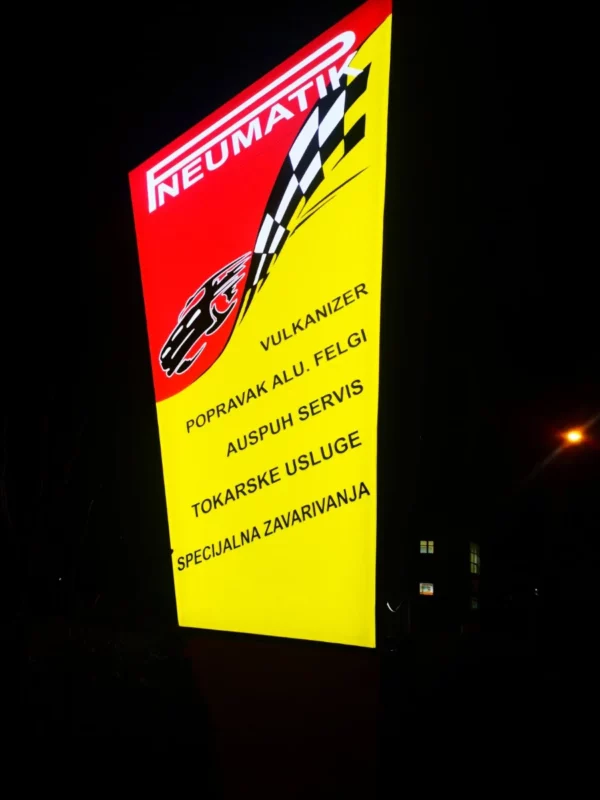 PNEUMATIK
VULKANIZER
POPRAVAK ALU. FELGI
AUSPUH SERVIS
TOKARSKE USLUGE
SPECIJALNA ZAVARIVANJA